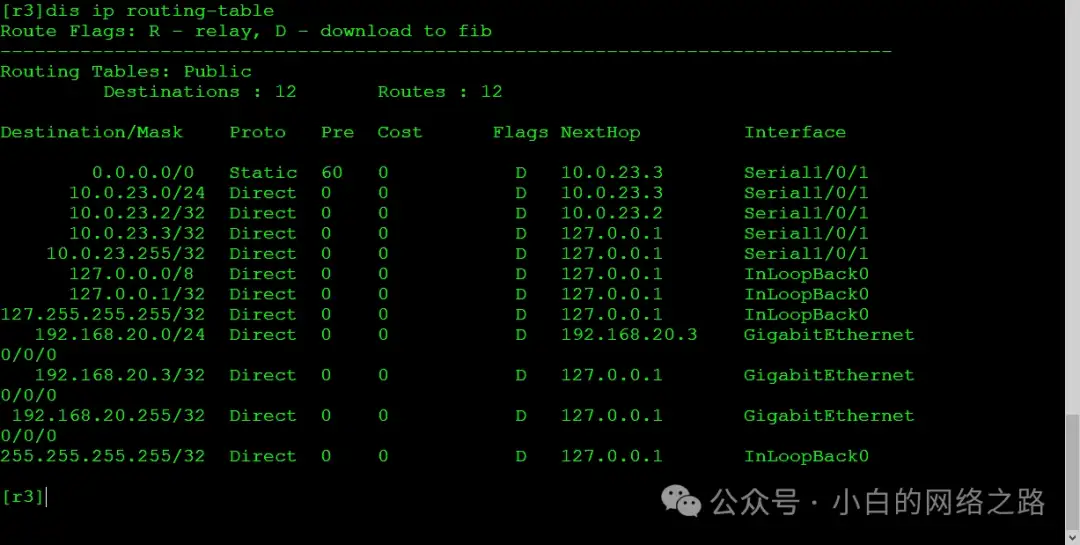 [r3]dis ip routing-table
Route Flags: R - relay, D - download to fib
------------------------------------------------------------------------------
Routing Tables: Public
         Destinations : 12       Routes : 12

Destination/Mask    Proto   Pre  Cost      Flags NextHop         Interface

        0.0.0.0/0   Static  60   0           D   10.0.23.3       Serial1/0/1
      10.0.23.0/24  Direct  0    0           D   10.0.23.3       Serial1/0/1
      10.0.23.2/32  Direct  0    0           D   10.0.23.2       Serial1/0/1
      10.0.23.3/32  Direct  0    0           D   127.0.0.1       Serial1/0/1
    10.0.23.255/32  Direct  0    0           D   127.0.0.1       Serial1/0/1
      127.0.0.0/8   Direct  0    0           D   127.0.0.1       InLoopBack0
      127.0.0.1/32  Direct  0    0           D   127.0.0.1       InLoopBack0
127.255.255.255/32  Direct  0    0           D   127.0.0.1       InLoopBack0
   192.168.20.0/24  Direct  0    0           D   192.168.20.3    GigabitEthernet
0/0/0
   192.168.20.3/32  Direct  0    0           D   127.0.0.1       GigabitEthernet
0/0/0
 192.168.20.255/32  Direct  0    0           D   127.0.0.1       GigabitEthernet
0/0/0
255.255.255.255/32  Direct  0    0           D   127.0.0.1       InLoopBack0

[r3]
公众号 · 小白的网络之路